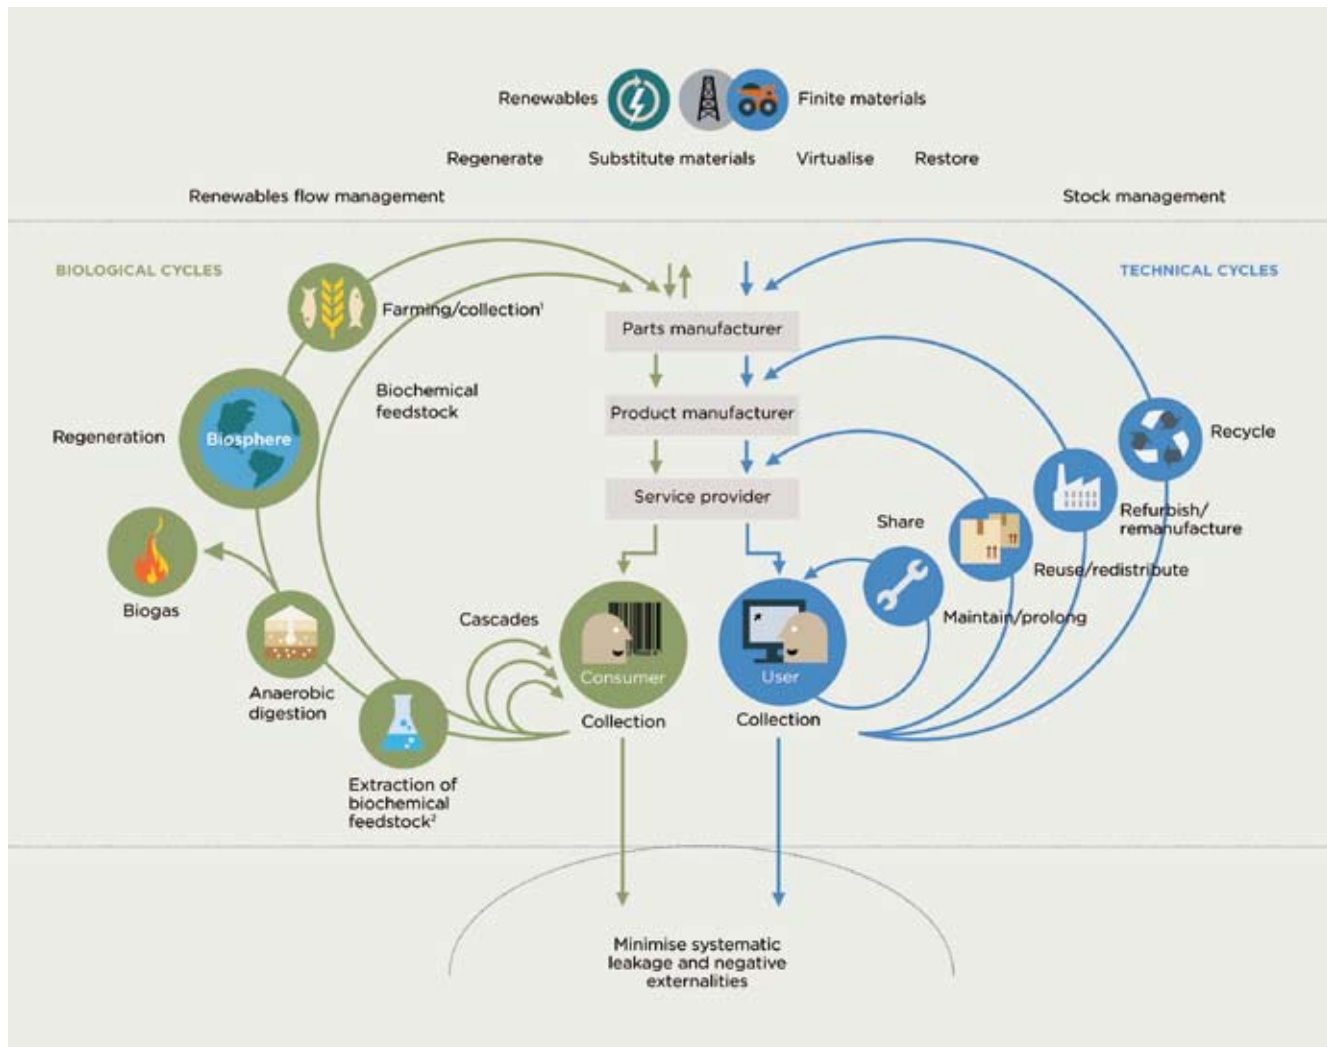 Renewables
Finite materials
Regenerate
Substitute materials
Virtualise
Restore
Renewables flow management
Stock management
BIOLOGICAL CYCLES
TECHNICAL CYCLES
Farming/collection¹
Parts manufacturer
Biochemical
feedstock
Product manufacturer
Regeneration
Biosphere
Recycle
Service provider
Share
Refurbish/
remanufacture
Reuse/redistribute
Biogas
Cascades
Maintain/prolong
Consumer
User
Anaerobic
digestion
Collection
Collection
Extraction of
biochemical
feedstock²
Minimise systematic
leakage and negative
externalities